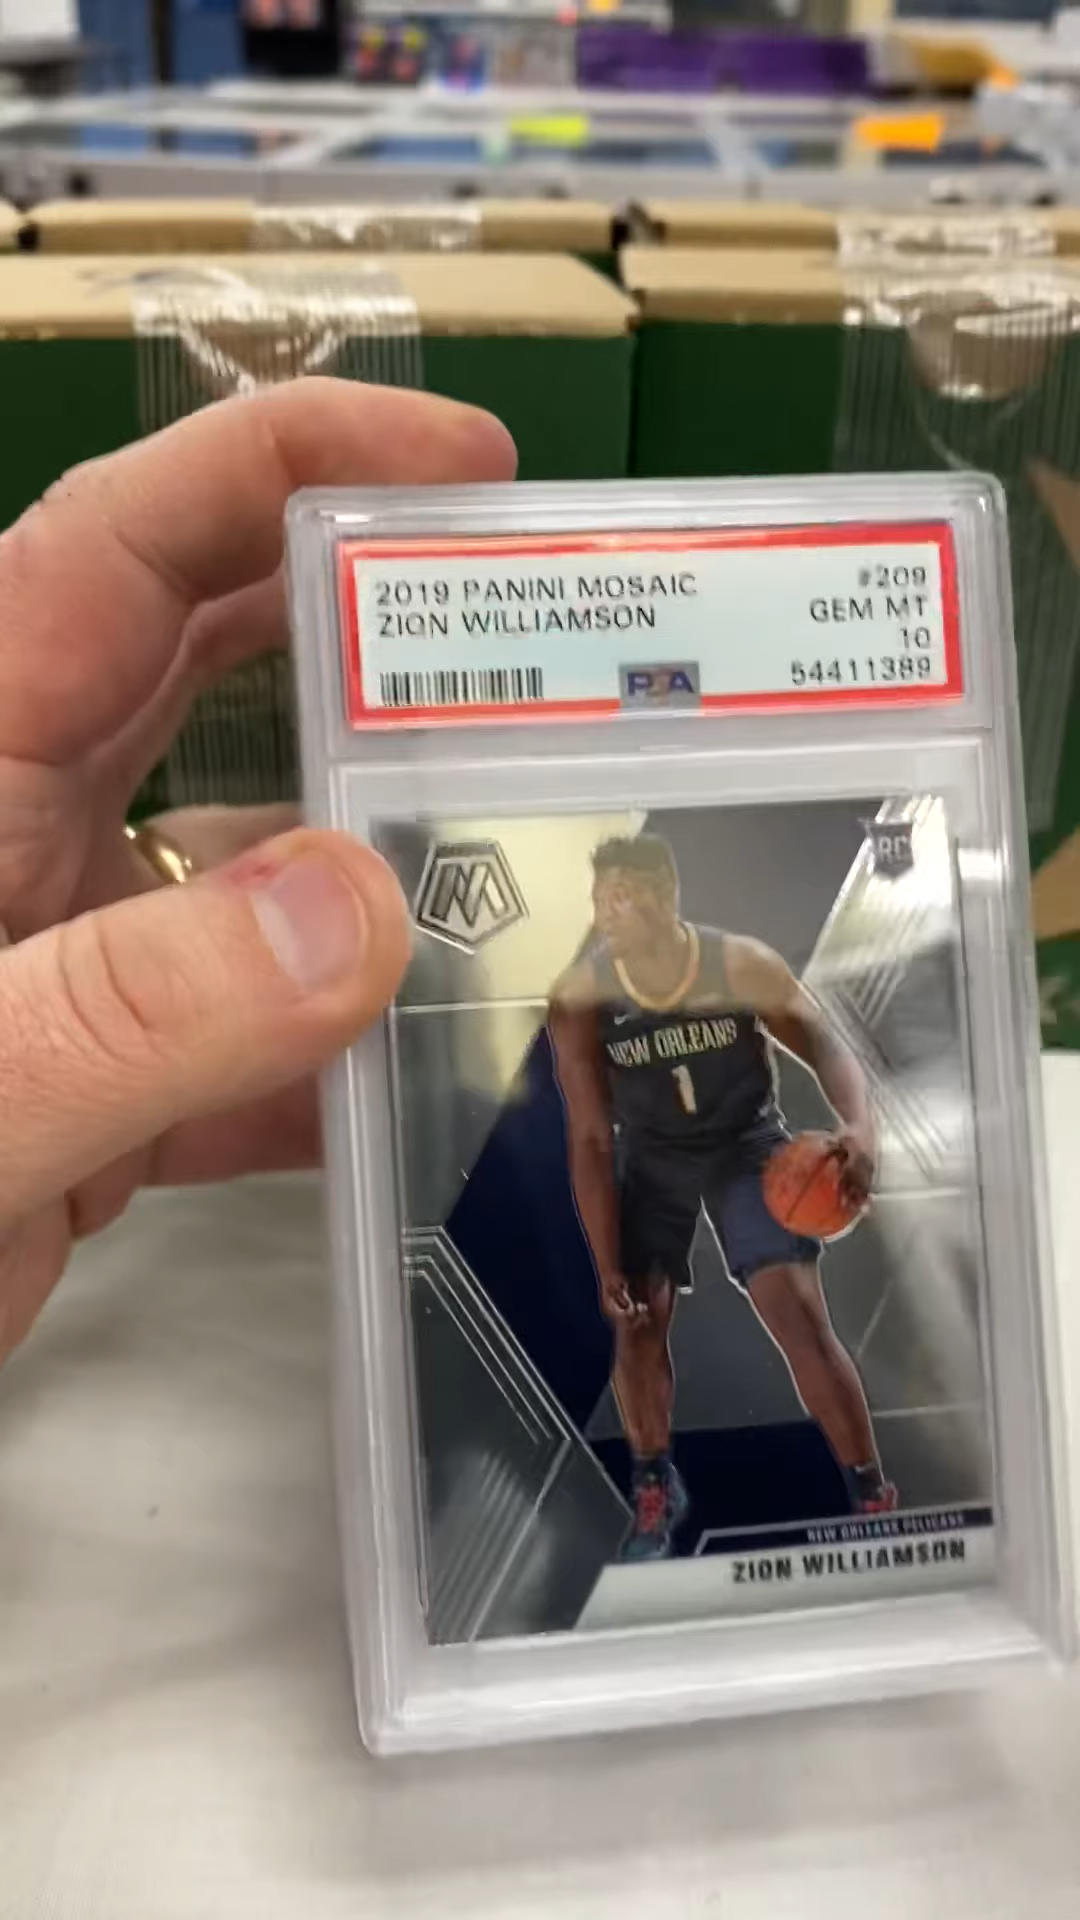 2019 PANINI MOSAIC
ZION WILLIAMSON
#209
GEM MT
10
54411389
PSA
M
RC
NEW ORLEANS
1
NEW ORLEANS PELICANS
ZION WILLIAMSON